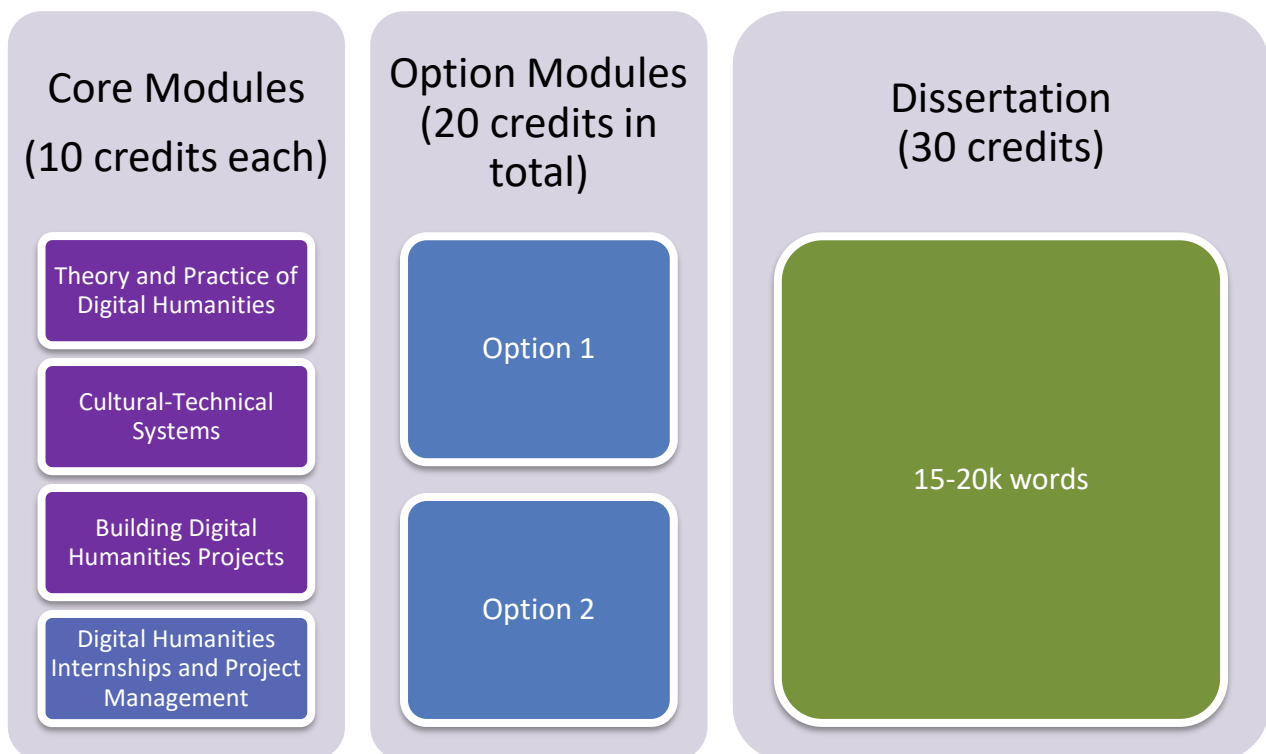 Core Modules
(10 credits each)
Theory and Practice of
Digital Humanities
Cultural-Technical
Systems
Building Digital
Humanities Projects
Digital Humanities
Internships and Project
Management
Option Modules
(20 credits in
total)
Option 1
Option 2
Dissertation
(30 credits)
15-20k words